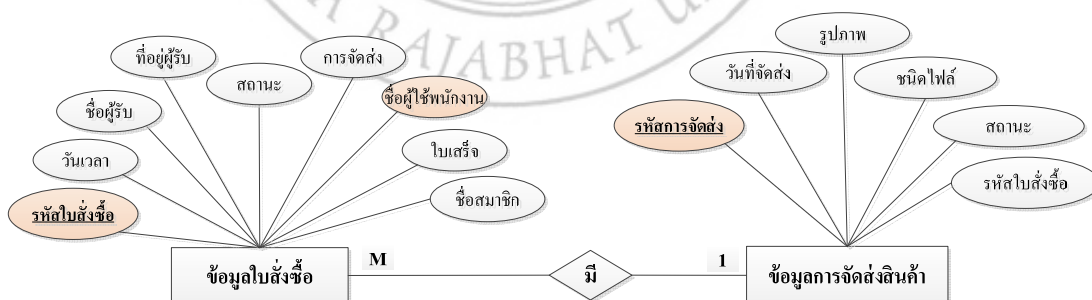 RAJABHAT U
รูปภาพ
ที่อยู่ผู้รับ
การจัดส่ง
วันที่จัดส่ง
ชนิดไฟล์
สถานะ
ชื่อผู้ใช้พนักงาน
ชื่อผู้รับ
รหัสการจัดส่ง
สถานะ
วันเวลา
ใบเสร็จ
รหัสใบสั่งซื้อ
ชื่อสมาชิก
รหัสใบสั่งซื้อ
ข้อมูลใบสั่งซื้อ
M
มี
1
ข้อมูลการจัดส่งสินค้า